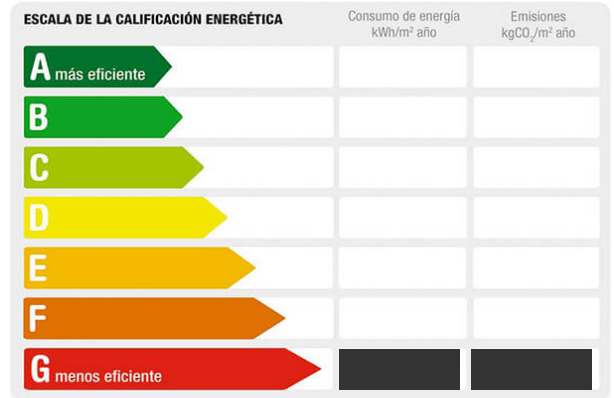 ESCALA DE LA CALIFICACIÓN ENERGÉTICA
Consumo de energía
kWh/m² año
Emisiones
kgCO₂/m² año
A más eficiente
B
C
D
E
F
G menos eficiente